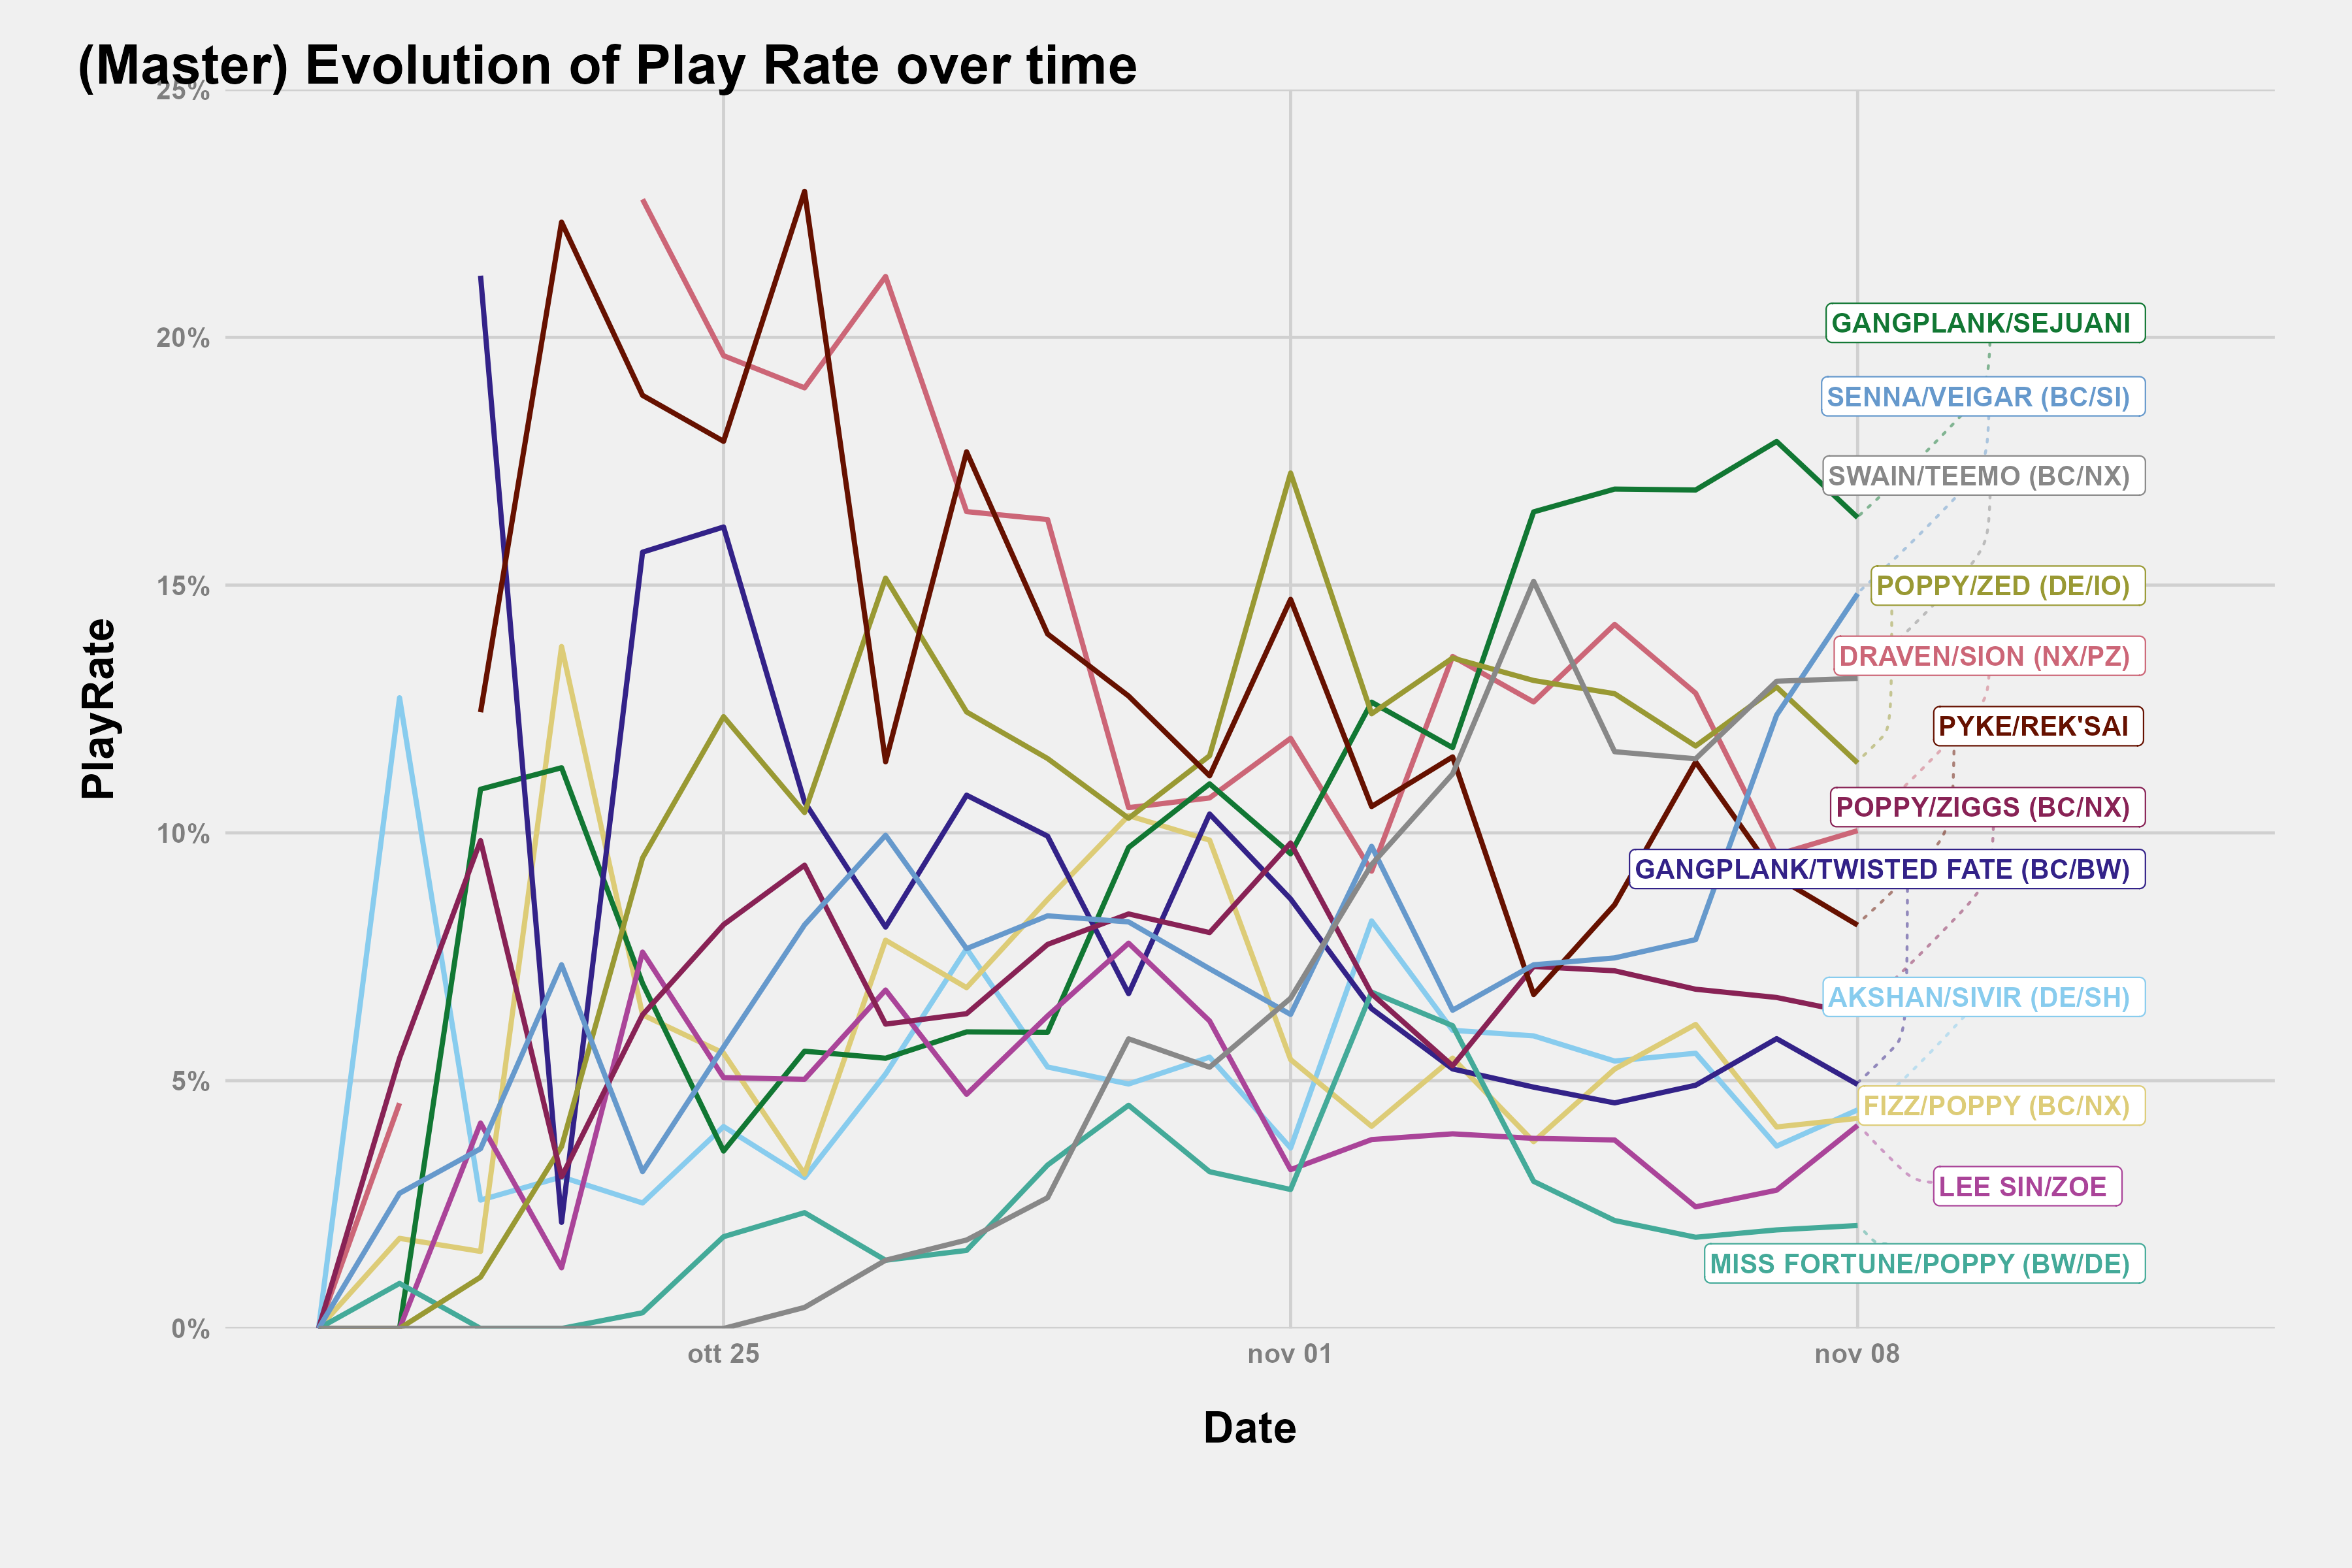 (Master) Evolution of Play Rate over time
25%
20%
15%
10%
5%
0%
PlayRate
GANGPLANK/SEJUANI
SENNA/VEIGAR (BC/SI)
SWAIN/TEEMO (BC/NX)
POPPY/ZED (DE/IO)
DRAVEN/SION (NX/PZ)
PYKE/REK'SAI
POPPY/ZIGGS (BC/NX)
GANGPLANK/TWISTED FATE (BC/BW)
AKSHAN/SIVIR (DE/SH)
FIZZ/POPPY (BC/NX)
LEE SIN/ZOE
MISS FORTUNE/POPPY (BW/DE)
ott 25
nov 01
nov 08
Date